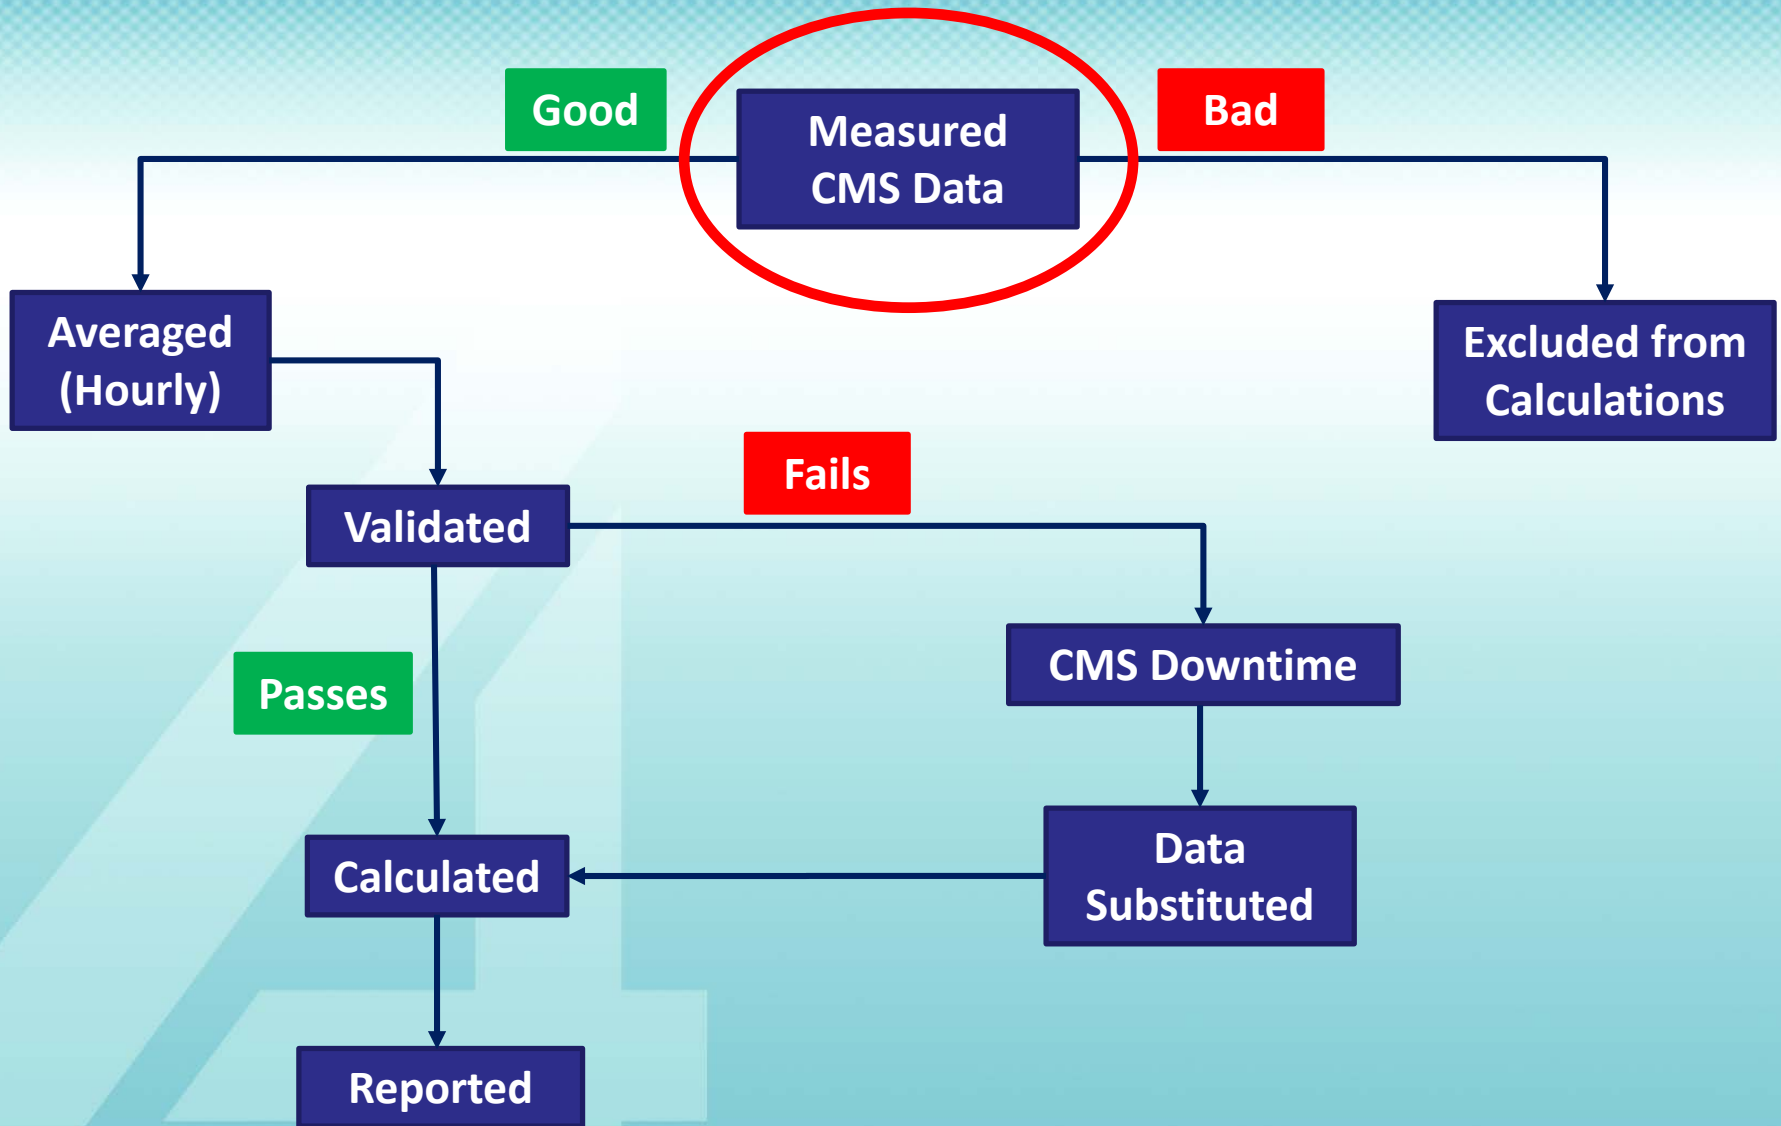 Good
Measured
CMS Data
Bad
Averaged
(Hourly)
Excluded from
Calculations
Validated
Fails
Passes
CMS Downtime
Calculated
Data
Substituted
Reported